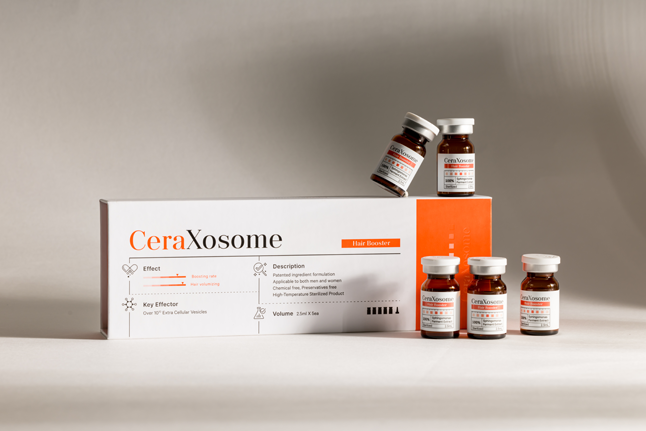 CeraXosome
Hair Booster
Effect
Boosting hair
Hair volumizing
Key Effector
Over 10¹⁰ Extra Cellular Vesicles
Description
Patented ingredient formulation
Applicable to both men and women
Chemical free, Preservatives free
High-Temperature Sterilized Product
Volume 2.5ml X 5ea
CeraXosome
CeraXosome
CeraXosome
CeraXosome
CeraXosome